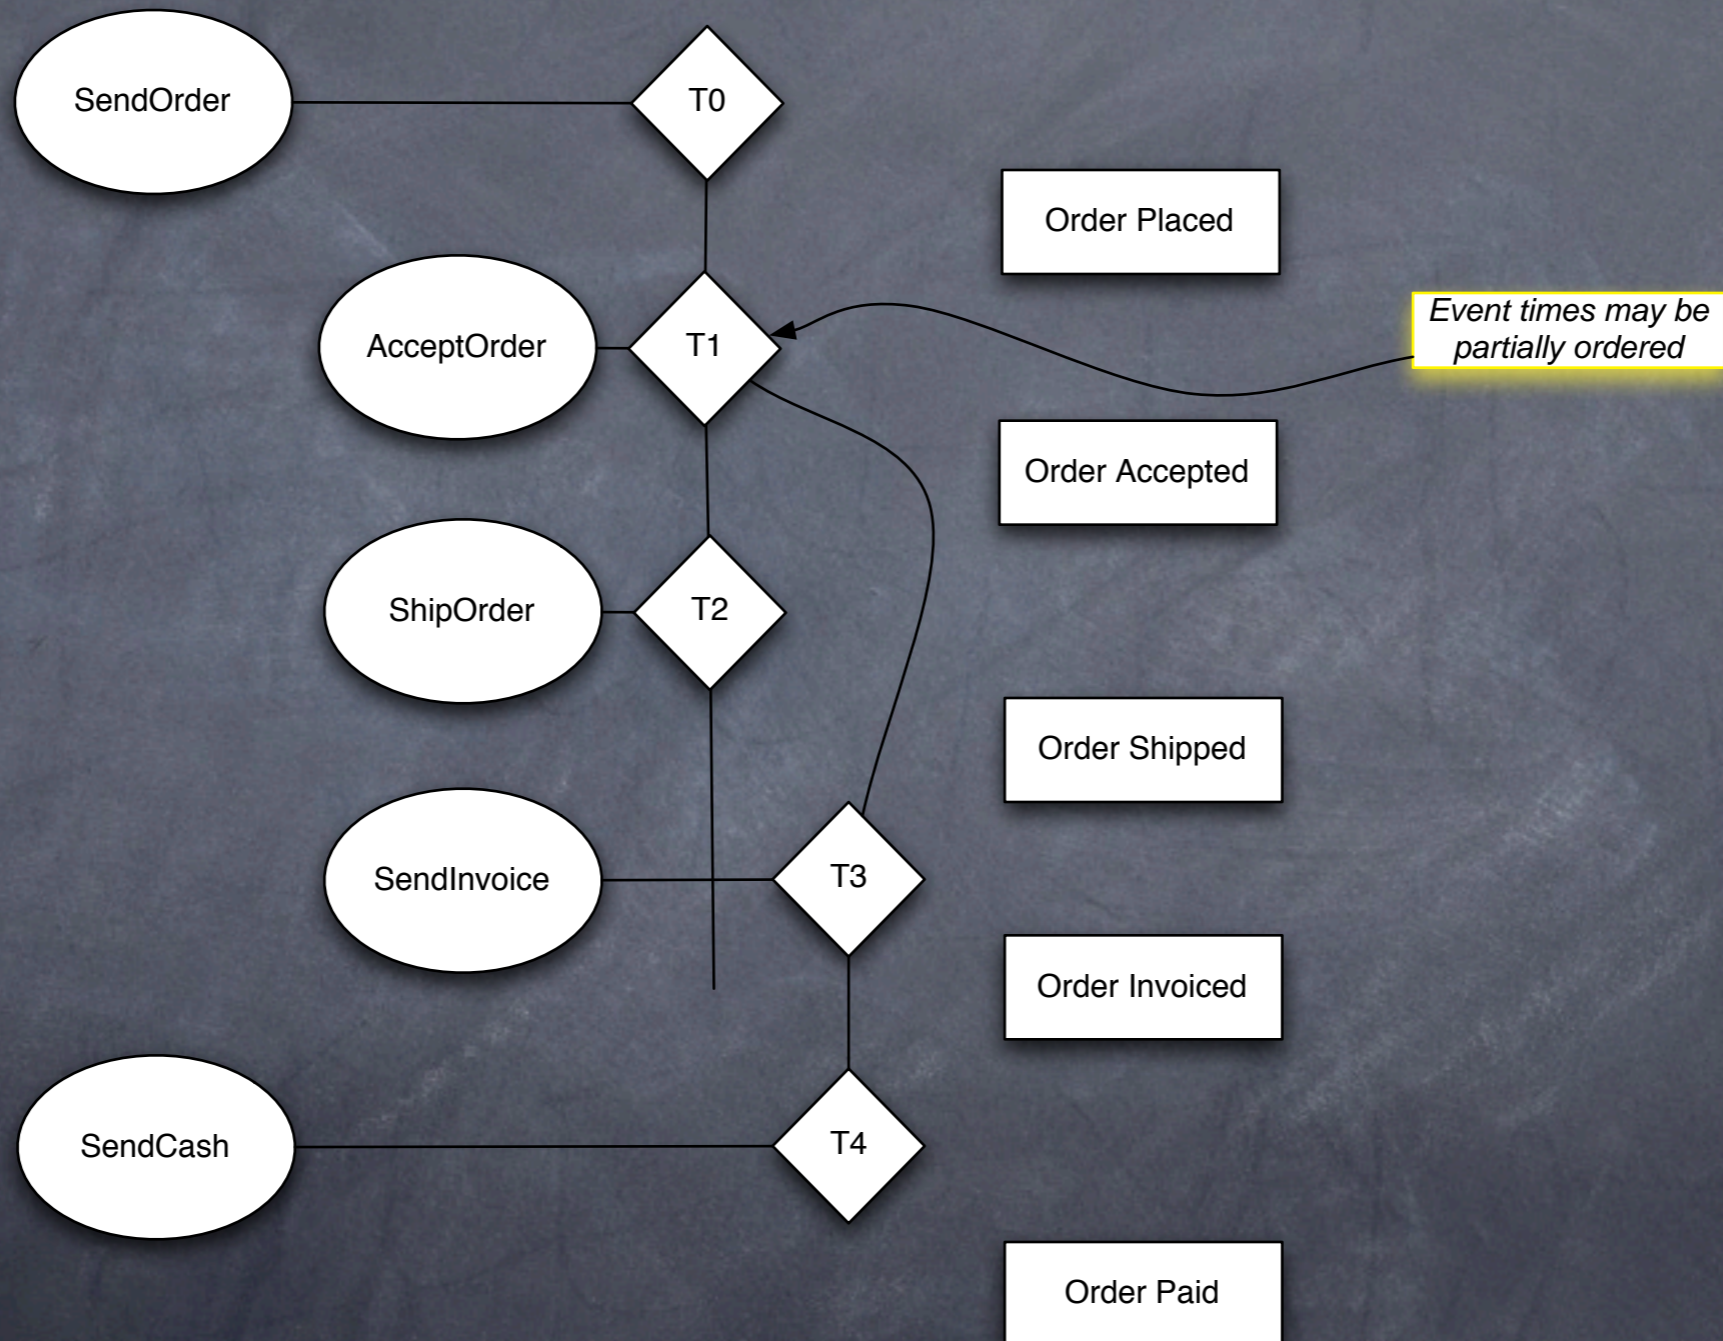 SendOrder
T0
Order Placed
Event times may be
partially ordered
AcceptOrder
T1
Order Accepted
ShipOrder
T2
Order Shipped
SendInvoice
T3
Order Invoiced
SendCash
T4
Order Paid